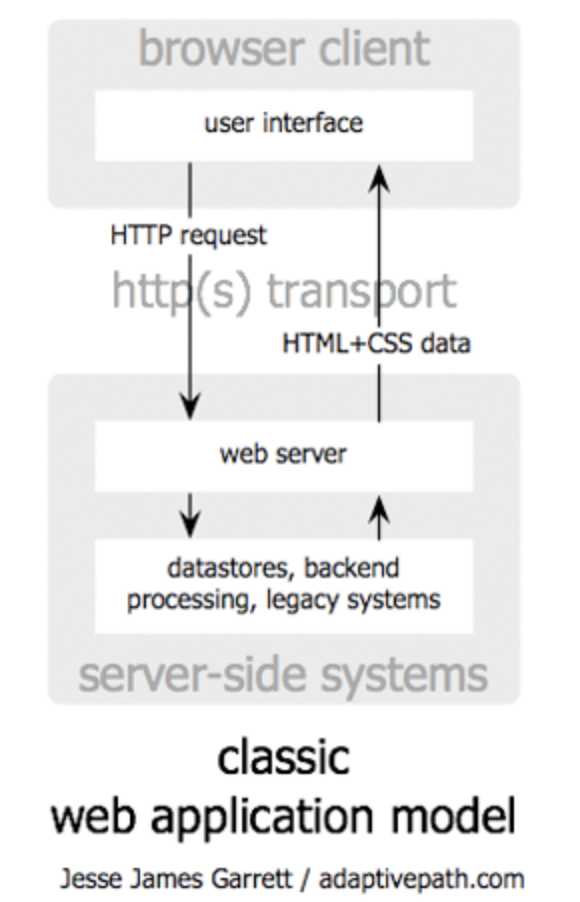 browser client
user interface
HTTP request
http(s) transport
HTML+CSS data
web server
datastores, backend
processing, legacy systems
server-side systems
classic
web application model
Jesse James Garrett / adaptivepath.com